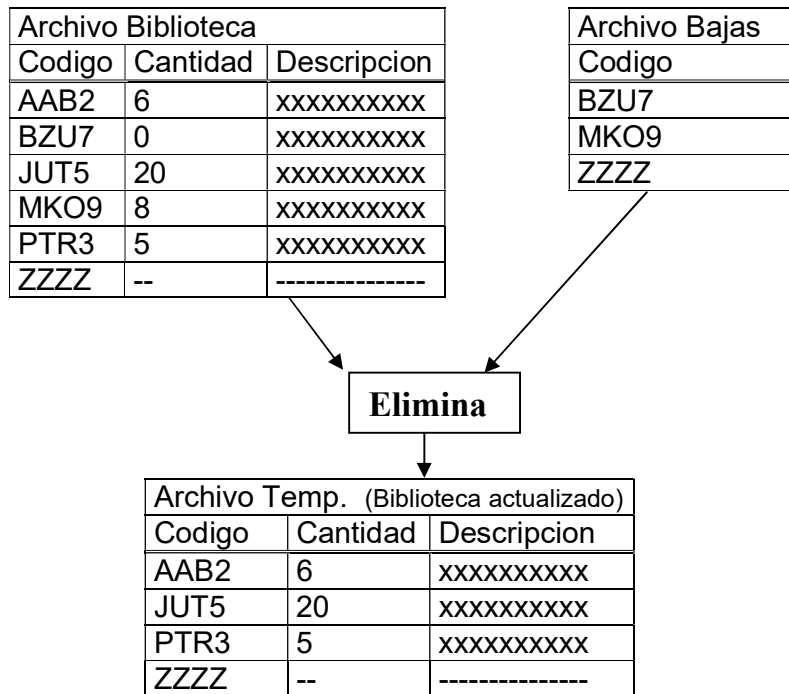 Archivo Biblioteca
Codigo Cantidad Descripcion
AAB2 6 xxxxxxxxxx
BZU7 0 xxxxxxxxxx
JUT5 20 xxxxxxxxxx
MKO9 8 xxxxxxxxxx
PTR3 5 xxxxxxxxxx
ZZZZ -- ---------------
Archivo Bajas
Codigo
BZU7
MKO9
ZZZZ
Elimina
Archivo Temp. (Biblioteca actualizado)
Codigo Cantidad Descripcion
AAB2 6 xxxxxxxxxx
JUT5 20 xxxxxxxxxx
PTR3 5 xxxxxxxxxx
ZZZZ -- ---------------